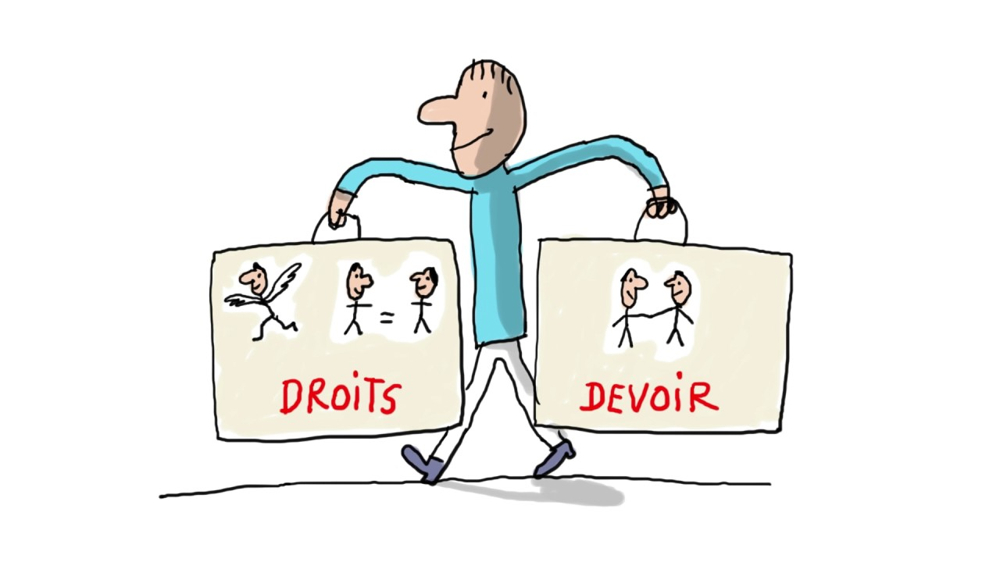 =
DROiTS
DEVOiR